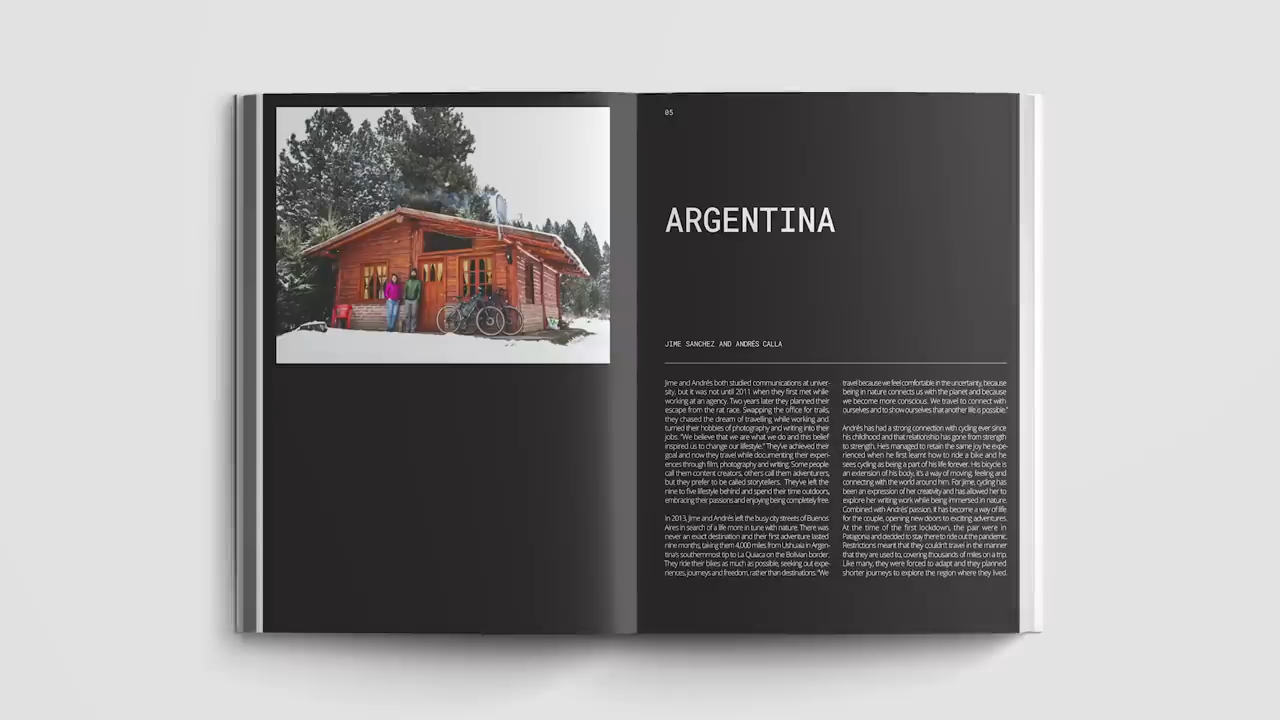 05
ARGENTINA
JIME SANCHEZ AND ANDRÉS CALLA
Jime and Andrés both studied communications at univer-
sity, but it was not until 2011 when they first met while
working at an agency. Two years later they planned their
escape from the rat race. Swapping the office for trails,
they chased the dream of travelling while working and
turned their hobbies of photography and writing into their
jobs. "We believe that we are what we do and this belief
inspired us to change our lifestyle." They've achieved their
goal and now they travel while documenting their experi-
ences through film, photography and writing. Some people
call them content creators, others call them adventurers,
but they prefer to be called storytellers. They've left the
nine to five lifestyle behind and spend their time outdoors,
embracing their passions and enjoying being completely free.
In 2013, Jime and Andrés left the busy city streets of Buenos
Aires in search of a life more in tune with nature. There was
never an exact destination and their first adventure lasted
nine months, taking them 4,000 miles from Ushuaia in Argen-
tina's southernmost tip to La Quiaca on the Bolivian border.
They ride their bikes as much as possible, seeking out expe-
riences, journeys and freedom, rather than destinations. "We
travel because we feel comfortable in the uncertainty, because
being in nature connects us with the planet and because
we become more conscious. We travel to connect with
ourselves and to show ourselves that another life is possible."
Andrés has had a strong connection with cycling ever since
his childhood and that relationship has gone from strength
to strength. He's managed to retain the same joy he expe-
rienced when he first learnt how to ride a bike and he
sees cycling as being a part of his life forever. His bicycle is
an extension of his body, it's a way of moving, feeling and
connecting with the world around him. For Jime, cycling has
been an expression of her creativity and has allowed her to
explore her writing work while being immersed in nature.
Combined with Andrés' passion, it has become a way of life
for the couple, opening new doors to exciting adventures.
At the time of the first lockdown, the pair were in
Patagonia and decided to stay there to ride out the pandemic.
Restrictions meant that they couldn't travel in the manner
that they are used to, covering thousands of miles on a trip.
Like many, they were forced to adapt and they planned
shorter journeys to explore the region where they lived.